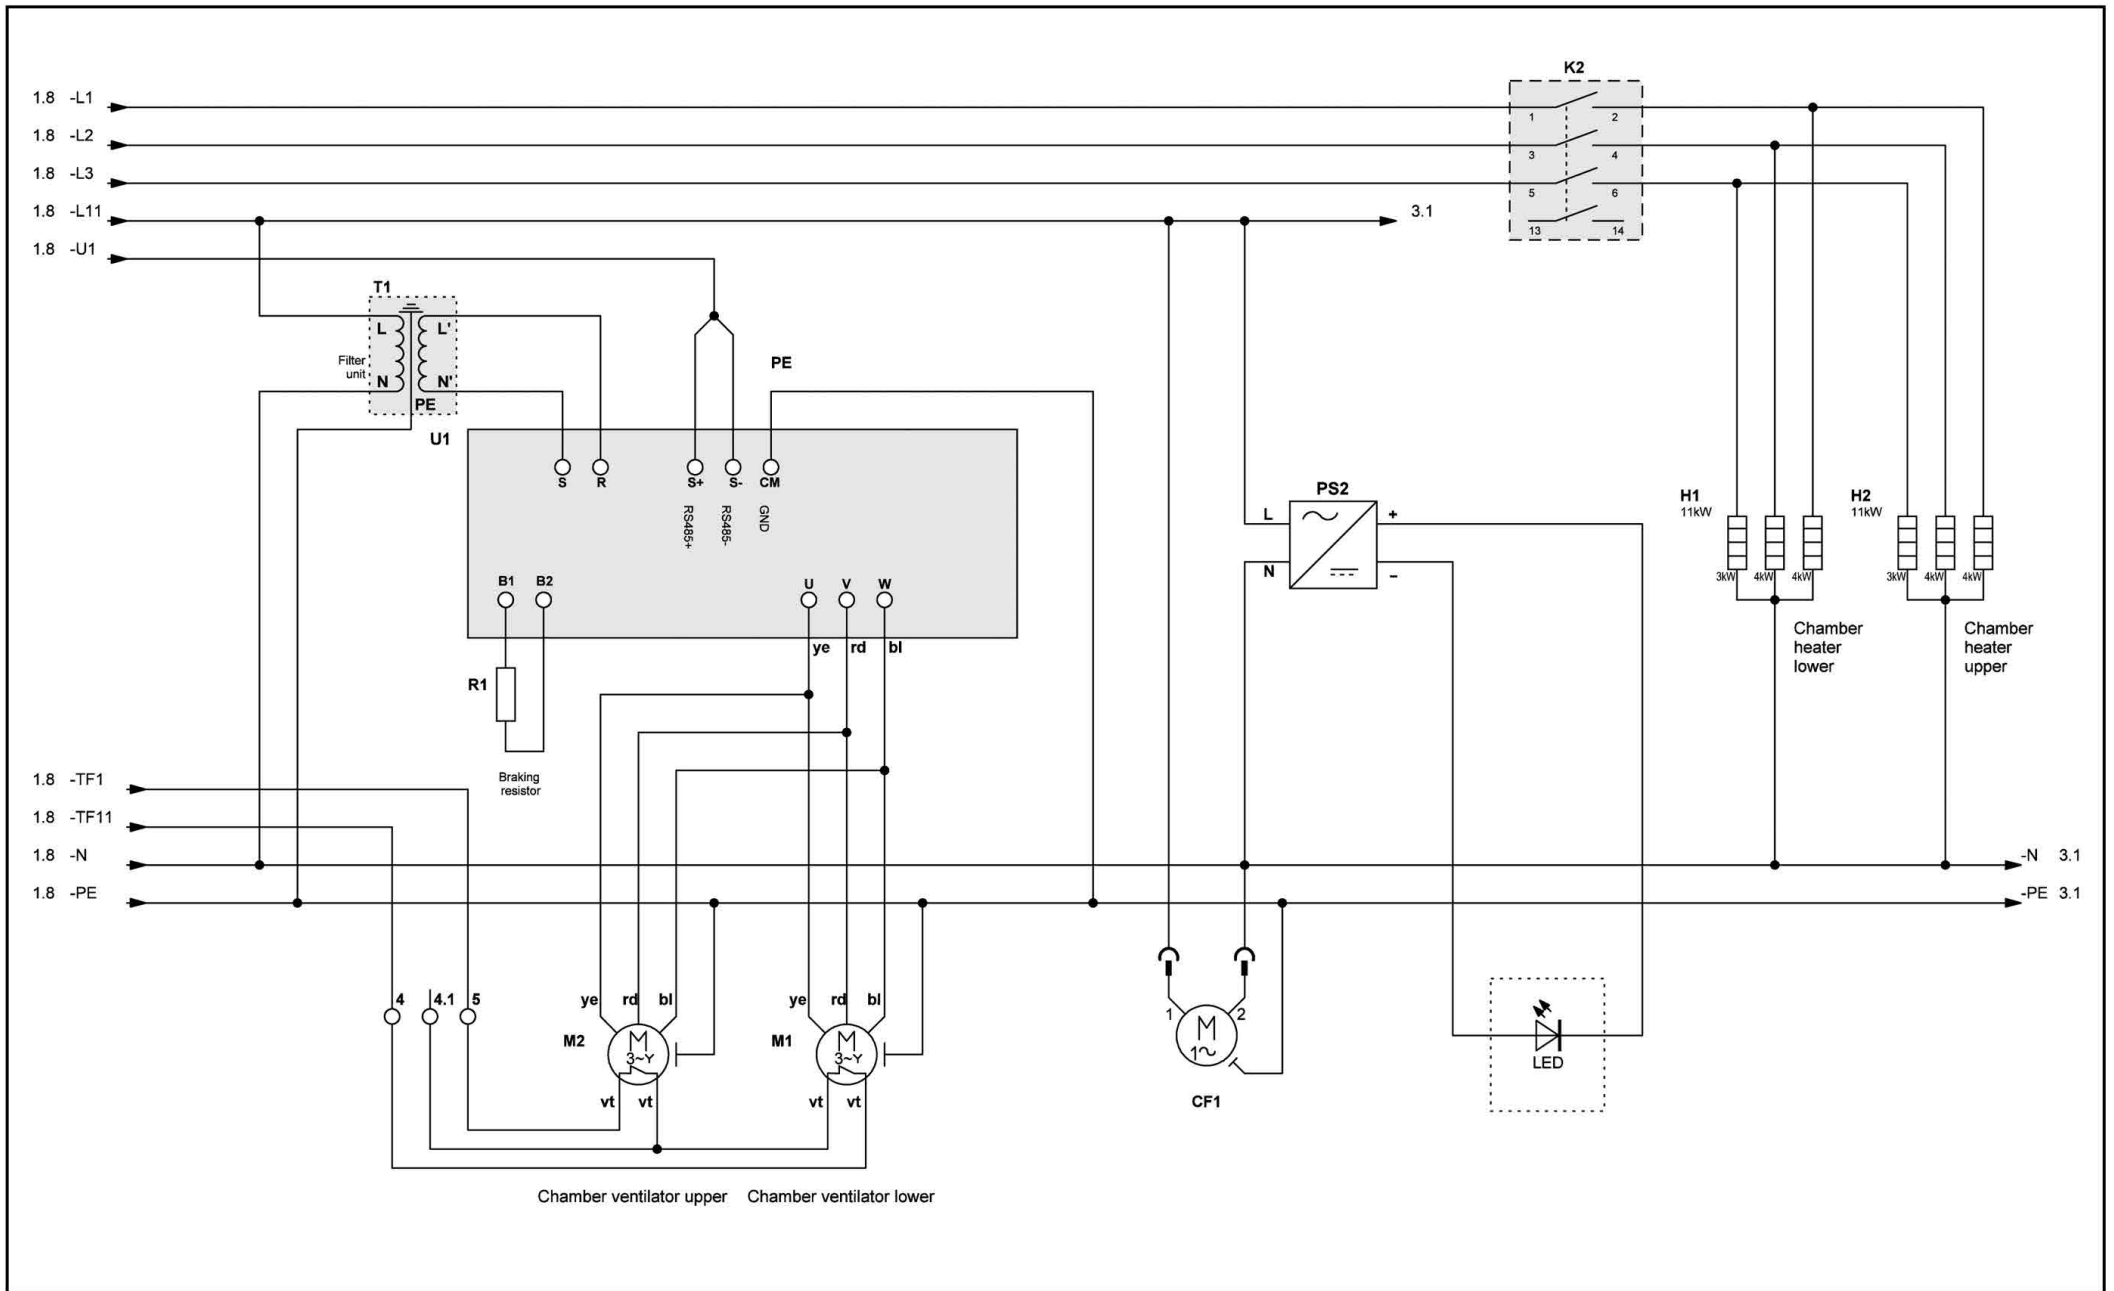 K2
1.8 -L1
1 2
1.8 -L2
3 4
1.8 -L3
5 6
1.8 -L11
3.1
13 14
1.8 -U1
T1
L L'
Filter
unit
N N'
PE
PE
U1
S R S+ S- CM
RS485+
RS485-
GND
B1 B2 U V W
ye rd bl
R1
Braking
resistor
PS2
L +
N –
H1
11kW
3kW 4kW 4kW
Chamber
heater
lower
H2
11kW
3kW 4kW 4kW
Chamber
heater
upper
1.8 -TF1
1.8 -TF11
1.8 -N
-N 3.1
1.8 -PE
-PE 3.1
4 4.1 5
ye rd bl
ye rd bl
M2
M
3~Y
M1
M
3~Y
vt vt
vt vt
1 2
M
1~
CF1
LED
Chamber ventilator upper
Chamber ventilator lower